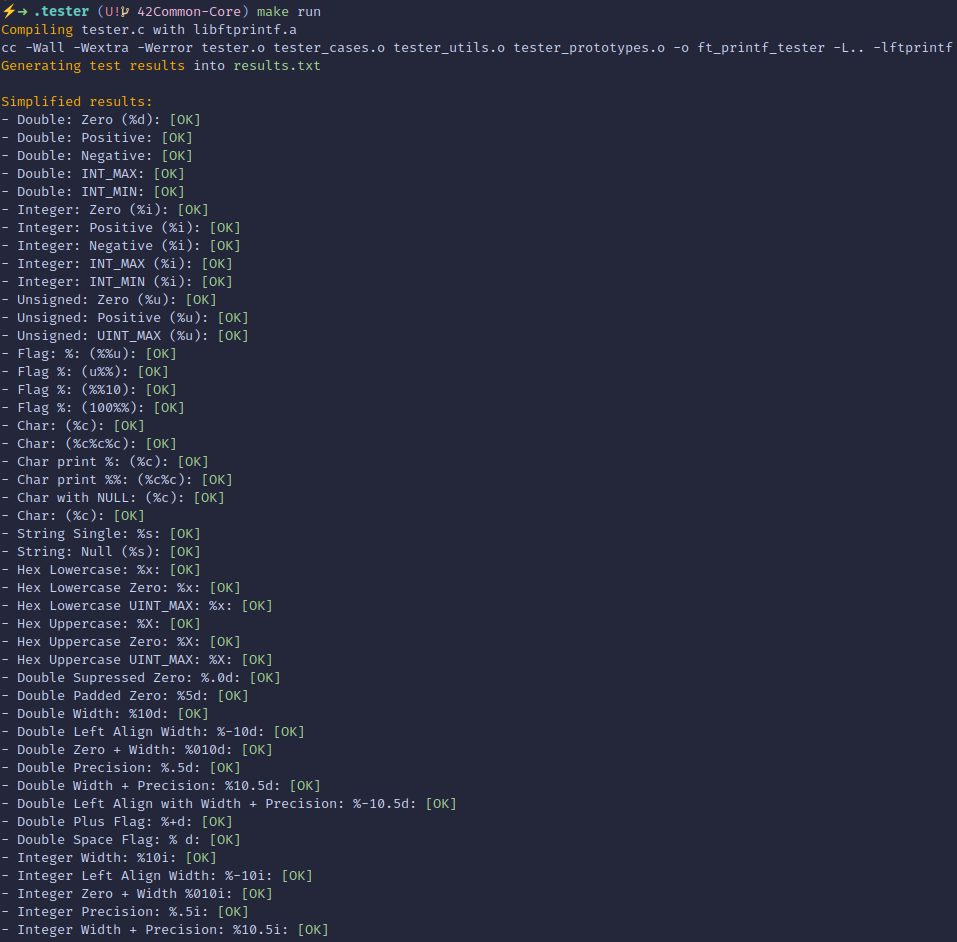 ⚡→ .tester (U!⎇ 42Common-Core) make run
Compiling tester.c with libftprintf.a
cc -Wall -Wextra -Werror tester.o tester_cases.o tester_utils.o tester_prototypes.o -o ft_printf_tester -L.. -lftprintf
Generating test results into results.txt
Simplified results:
- Double: Zero (%d): [OK]
- Double: Positive: [OK]
- Double: Negative: [OK]
- Double: INT_MAX: [OK]
- Double: INT_MIN: [OK]
- Integer: Zero (%i): [OK]
- Integer: Positive (%i): [OK]
- Integer: Negative (%i): [OK]
- Integer: INT_MAX (%i): [OK]
- Integer: INT_MIN (%i): [OK]
- Unsigned: Zero (%u): [OK]
- Unsigned: Positive (%u): [OK]
- Unsigned: UINT_MAX (%u): [OK]
- Flag: %: (%%u): [OK]
- Flag %: (u%%): [OK]
- Flag %: (%%10): [OK]
- Flag %: (100%%): [OK]
- Char: (%c): [OK]
- Char: (%c%c%c): [OK]
- Char print %: (%c): [OK]
- Char print %%: (%c%c): [OK]
- Char with NULL: (%c): [OK]
- Char: (%c): [OK]
- String Single: %s: [OK]
- String: Null (%s): [OK]
- Hex Lowercase: %x: [OK]
- Hex Lowercase Zero: %x: [OK]
- Hex Lowercase UINT_MAX: %x: [OK]
- Hex Uppercase: %X: [OK]
- Hex Uppercase Zero: %X: [OK]
- Hex Uppercase UINT_MAX: %X: [OK]
- Double Supressed Zero: %.0d: [OK]
- Double Padded Zero: %5d: [OK]
- Double Width: %10d: [OK]
- Double Left Align Width: %-10d: [OK]
- Double Zero + Width: %010d: [OK]
- Double Precision: %.5d: [OK]
- Double Width + Precision: %10.5d: [OK]
- Double Left Align with Width + Precision: %-10.5d: [OK]
- Double Plus Flag: %+d: [OK]
- Double Space Flag: % d: [OK]
- Integer Width: %10i: [OK]
- Integer Left Align Width: %-10i: [OK]
- Integer Zero + Width %010i: [OK]
- Integer Precision: %.5i: [OK]
- Integer Width + Precision: %10.5i: [OK]